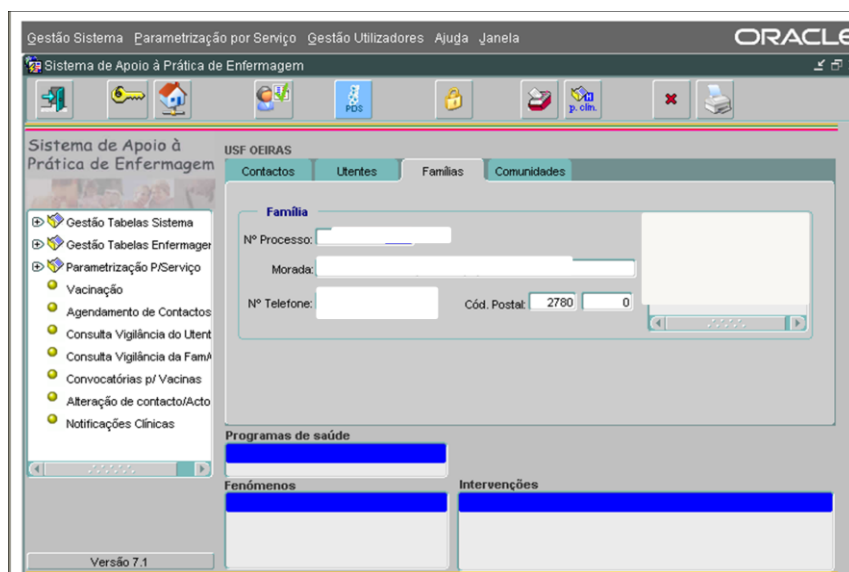 Gestão Sistema Parametrização por Serviço Gestão Utilizadores Ajuda Janela ORACLE
Sistema de Apoio à Prática de Enfermagem
PDS
p. clin.
Sistema de Apoio à
Prática de Enfermagem
USF OEIRAS
Contactos Utentes Famílias Comunidades
Gestão Tabelas Sistema
Gestão Tabelas Enfermager
Parametrização P/Serviço
Vacinação
Agendamento de Contactos
Consulta Vigilância do Utent
Consulta Vigilância da Fam/
Convocatórias p/ Vacinas
Alteração de contacto/Acto
Notificações Clínicas
Família
Nº Processo:
Morada:
Nº Telefone:
Cód. Postal: 2780 0
Programas de saúde
Fenómenos
Intervenções
Versão 7.1